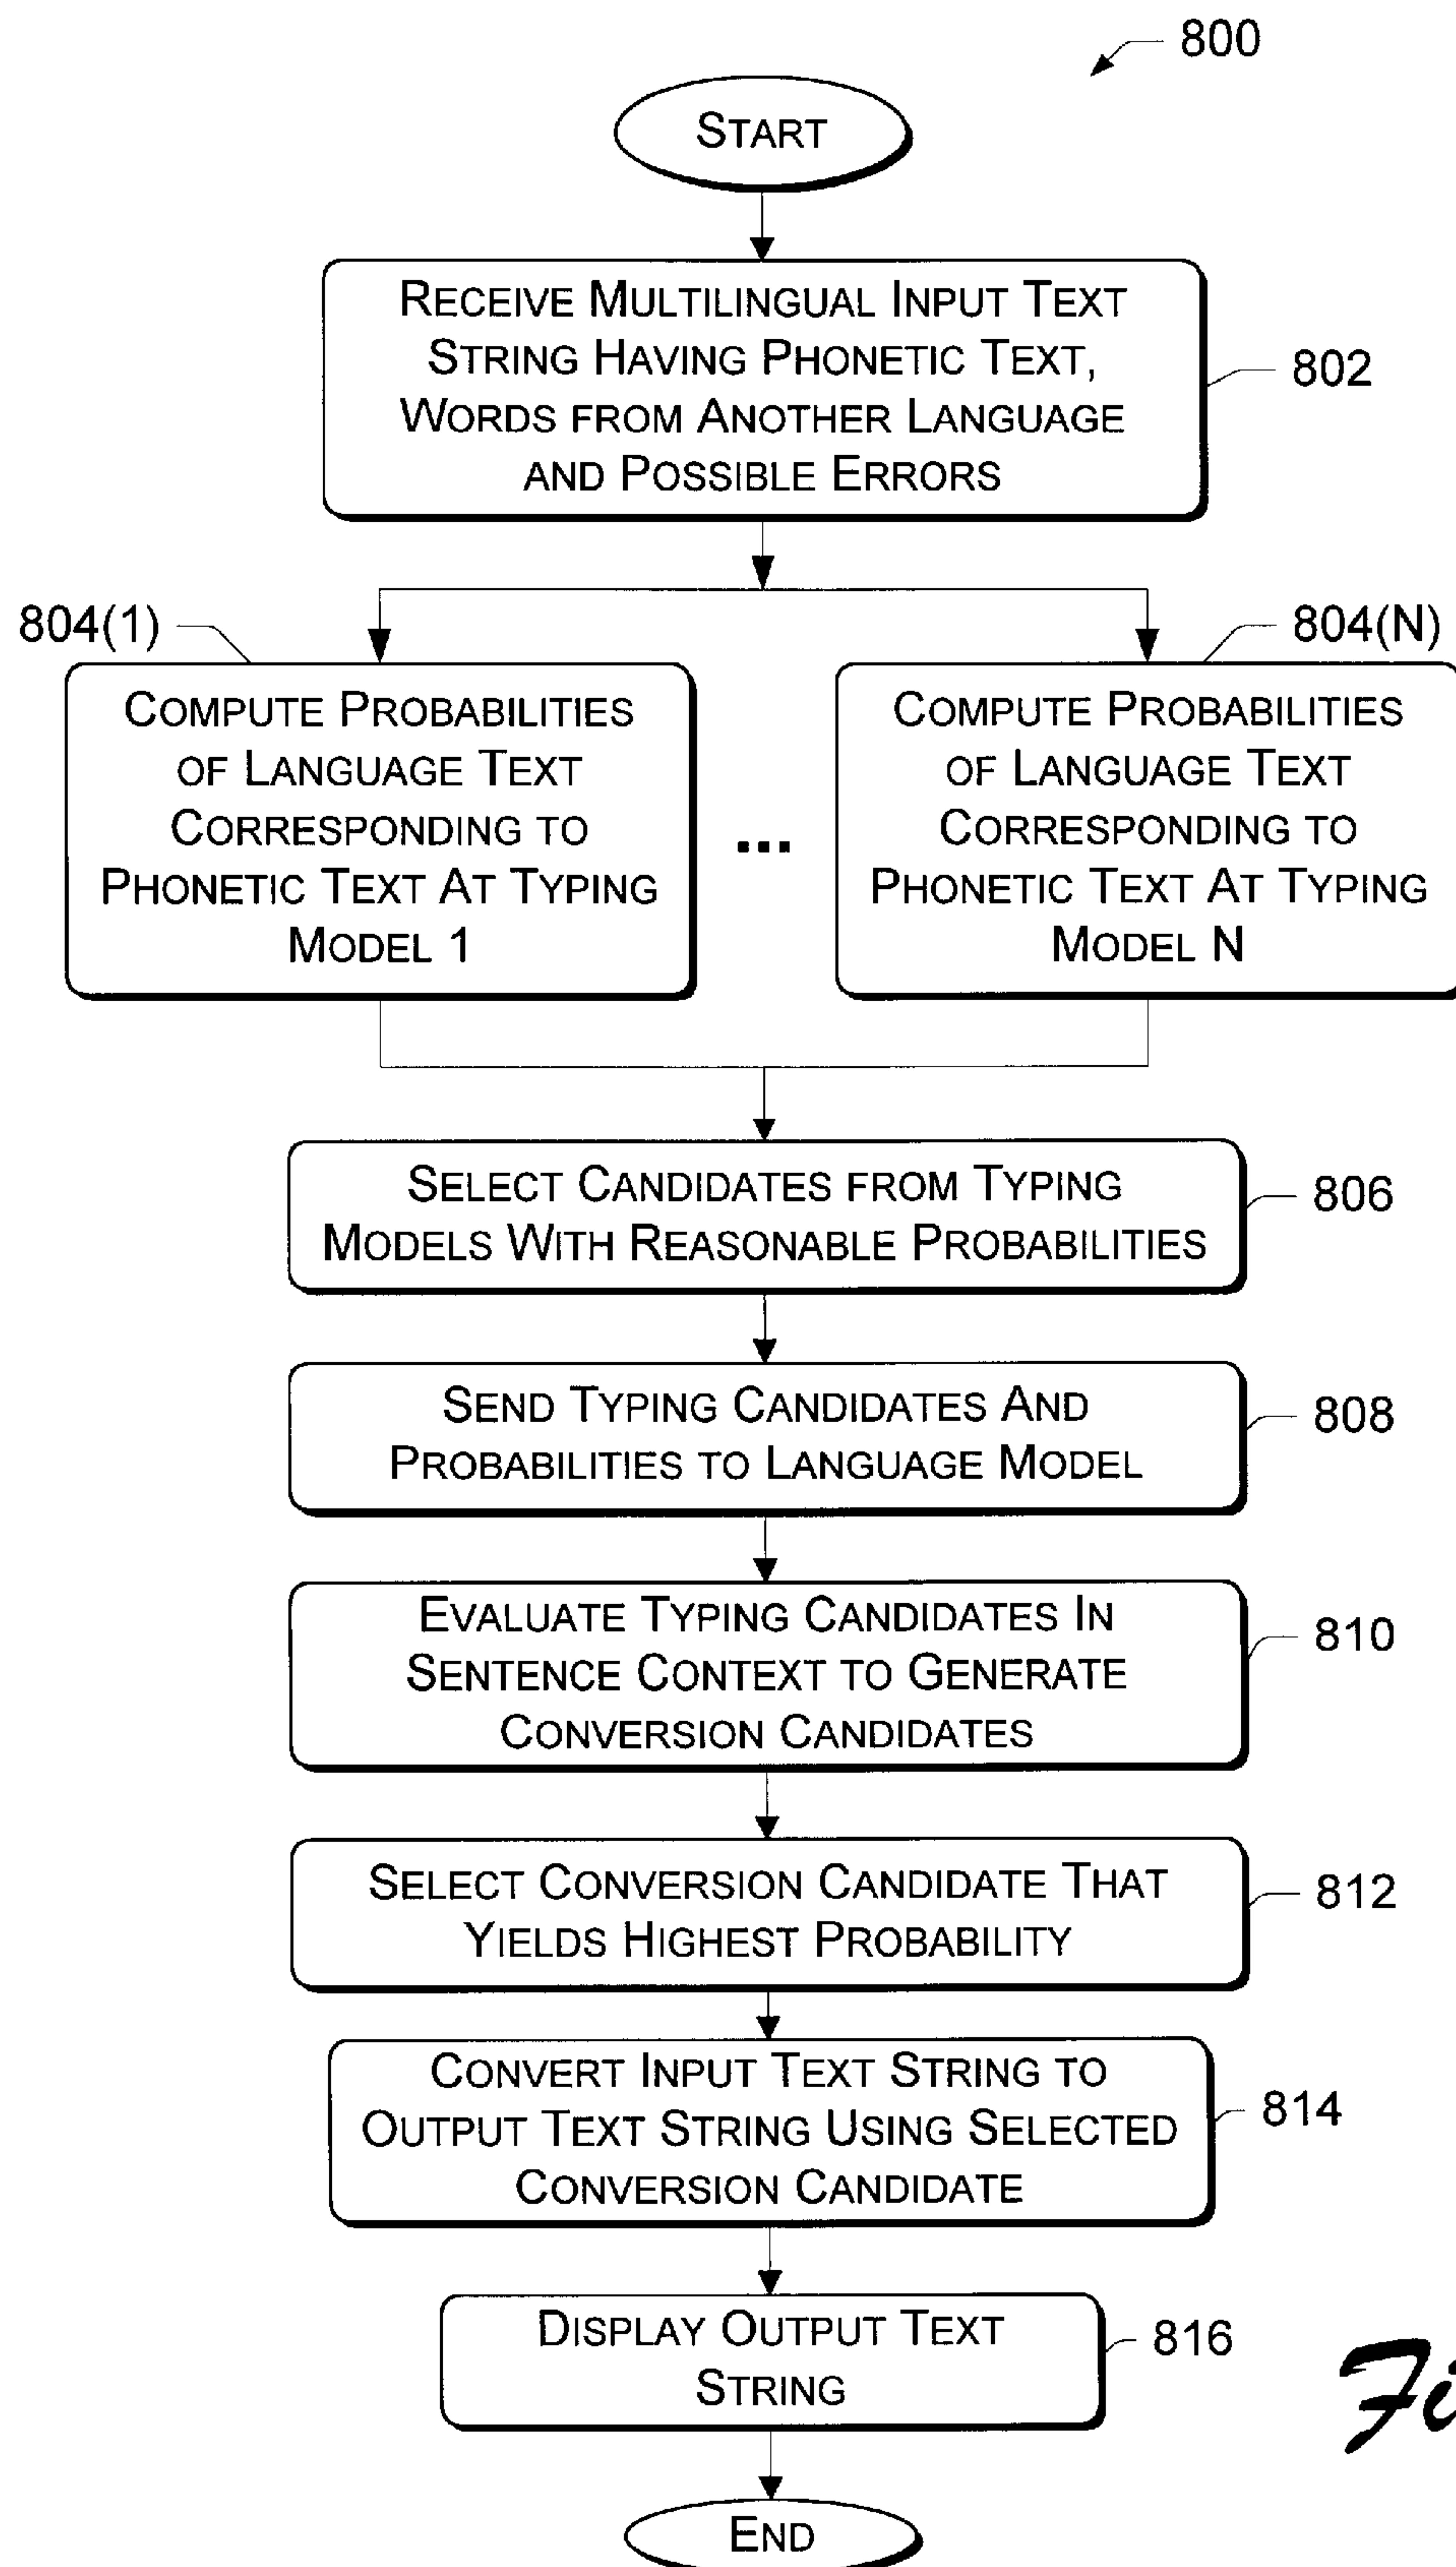 800
START
RECEIVE MULTILINGUAL INPUT TEXT
STRING HAVING PHONETIC TEXT,
WORDS FROM ANOTHER LANGUAGE
AND POSSIBLE ERRORS
802
804(1)
804(N)
COMPUTE PROBABILITIES
OF LANGUAGE TEXT
CORRESPONDING TO
PHONETIC TEXT AT TYPING
MODEL 1
...
COMPUTE PROBABILITIES
OF LANGUAGE TEXT
CORRESPONDING TO
PHONETIC TEXT AT TYPING
MODEL N
SELECT CANDIDATES FROM TYPING
MODELS WITH REASONABLE PROBABILITIES
806
SEND TYPING CANDIDATES AND
PROBABILITIES TO LANGUAGE MODEL
808
EVALUATE TYPING CANDIDATES IN
SENTENCE CONTEXT TO GENERATE
CONVERSION CANDIDATES
810
SELECT CONVERSION CANDIDATE THAT
YIELDS HIGHEST PROBABILITY
812
CONVERT INPUT TEXT STRING TO
OUTPUT TEXT STRING USING SELECTED
CONVERSION CANDIDATE
814
DISPLAY OUTPUT TEXT
STRING
816
END